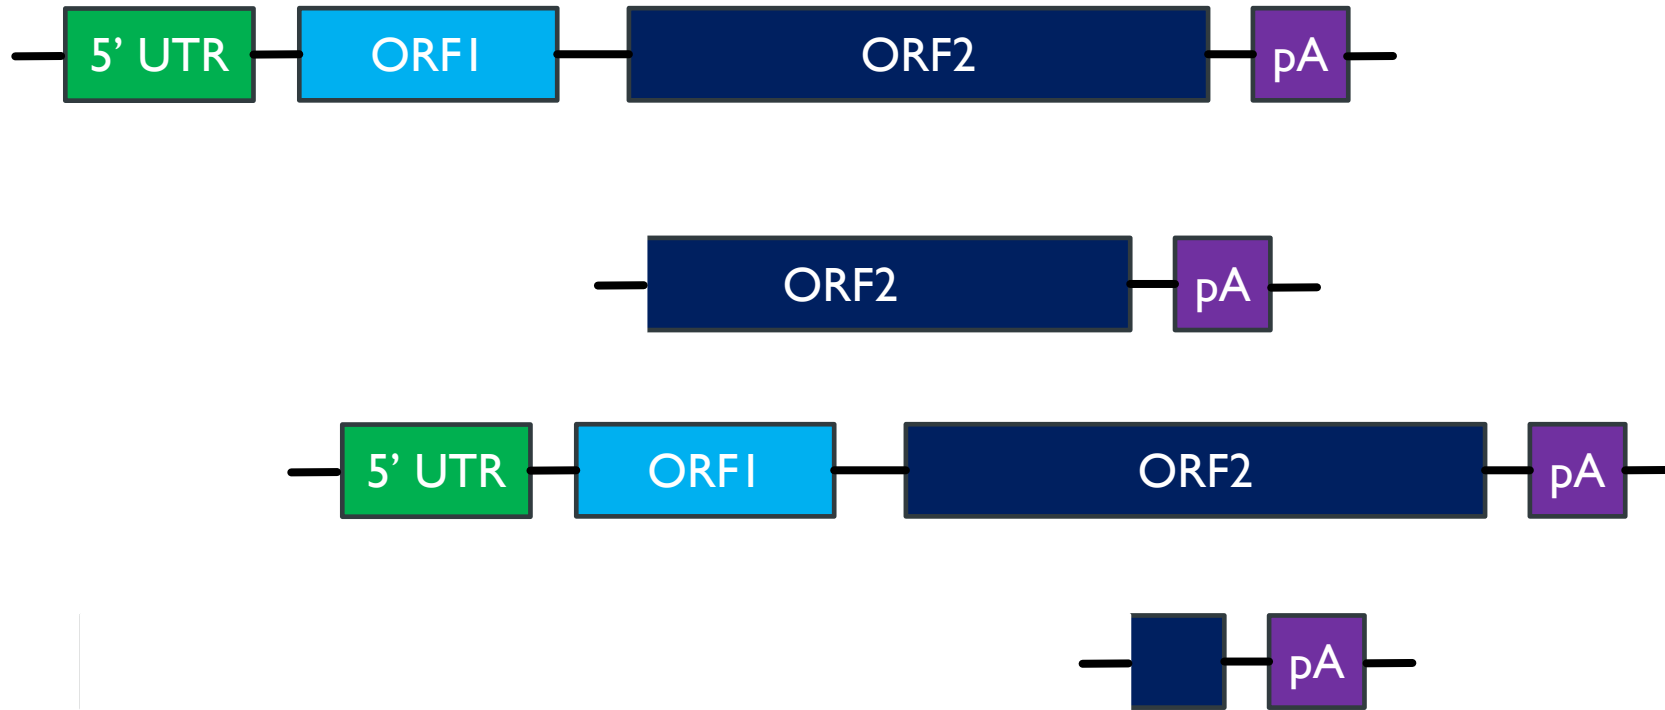 5’ UTR ORF1 ORF2 pA
ORF2 pA
5’ UTR ORF1 ORF2 pA
pA